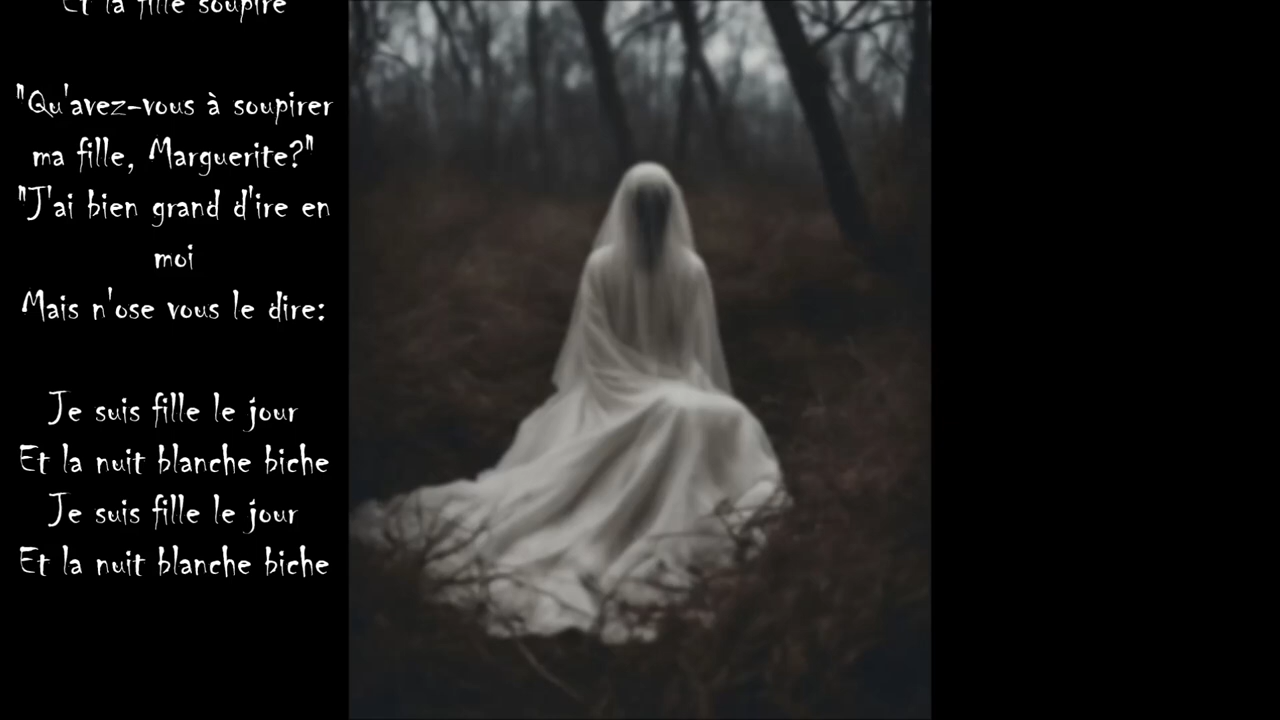 Et la fille soupire
"Qu'avez-vous à soupirer
ma fille, Marguerite?"
"J'ai bien grand d'ire en
moi
Mais n'ose vous le dire:
Je suis fille le jour
Et la nuit blanche biche
Je suis fille le jour
Et la nuit blanche biche